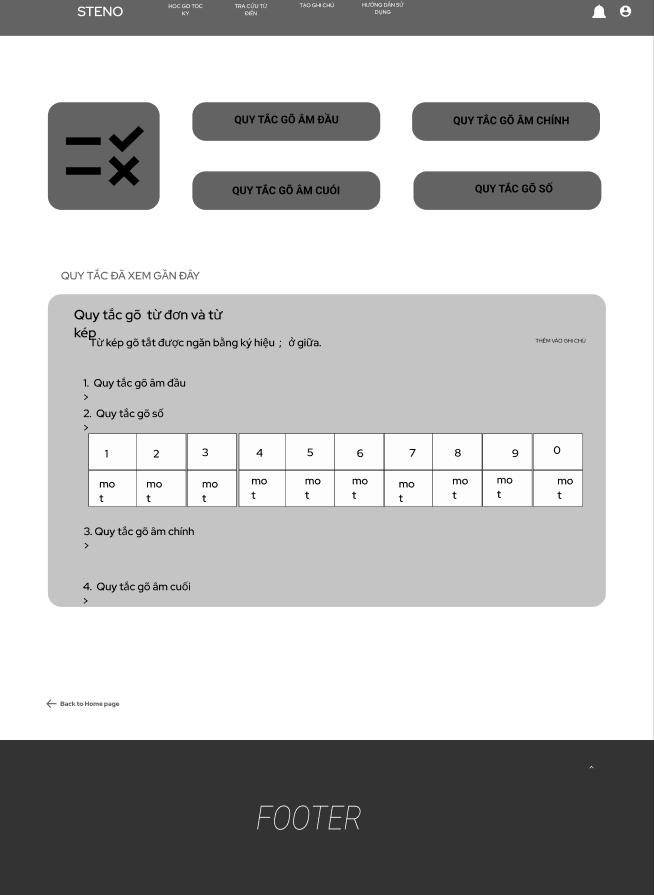 STENO
HỌC GÕ TỐC
KÝ
TRA CỨU TỪ
ĐIỂN
TẠO GHI CHÚ
HƯỚNG DẪN SỬ
DỤNG
QUY TẮC GÕ ÂM ĐẦU
QUY TẮC GÕ ÂM CHÍNH
QUY TẮC GÕ ÂM CUỐI
QUY TẮC GÕ SỐ
QUY TẮC ĐÃ XEM GẦN ĐÂY
Quy tắc gõ từ đơn và từ
kép
Từ kép gõ tắt được ngăn bằng ký hiệu ; ở giữa.
THÊM VÀO GHI CHÚ
1. Quy tắc gõ âm đầu
>
2. Quy tắc gõ số
>
1 2 3 4 5 6 7 8 9 0
mo mo mo mo mo mo mo mo mo mo
t t t t t t t t t t
3. Quy tắc gõ âm chính
>
4. Quy tắc gõ âm cuối
>
Back to Home page
FOOTER